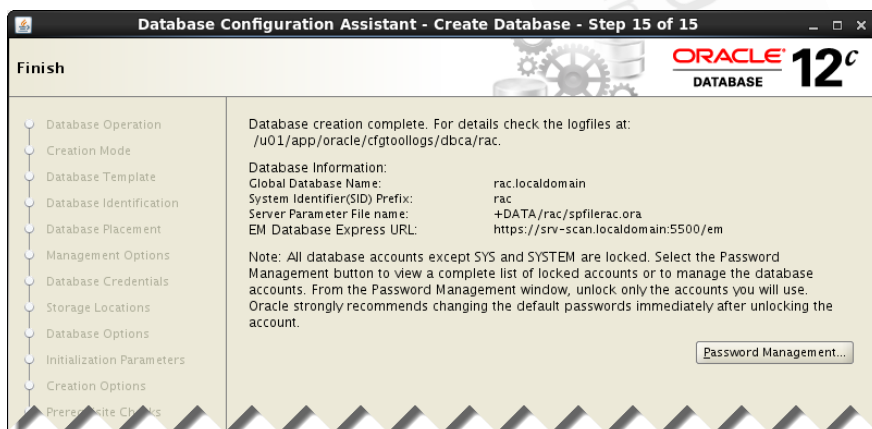 Database Configuration Assistant - Create Database - Step 15 of 15
Finish
ORACLE
DATABASE
12c
Database Operation
Creation Mode
Database Template
Database Identification
Database Placement
Management Options
Database Credentials
Storage Locations
Database Options
Initialization Parameters
Creation Options
Database creation complete. For details check the logfiles at:
/u01/app/oracle/cfgtoollogs/dbca/rac.
Database Information:
Global Database Name: rac.localdomain
System Identifier(SID) Prefix: rac
Server Parameter File name: +DATA/rac/spfilerac.ora
EM Database Express URL: https://srv-scan.localdomain:5500/em
Note: All database accounts except SYS and SYSTEM are locked. Select the Password
Management button to view a complete list of locked accounts or to manage the database
accounts. From the Password Management window, unlock only the accounts you will use.
Oracle strongly recommends changing the default passwords immediately after unlocking the
account.
Password Management...